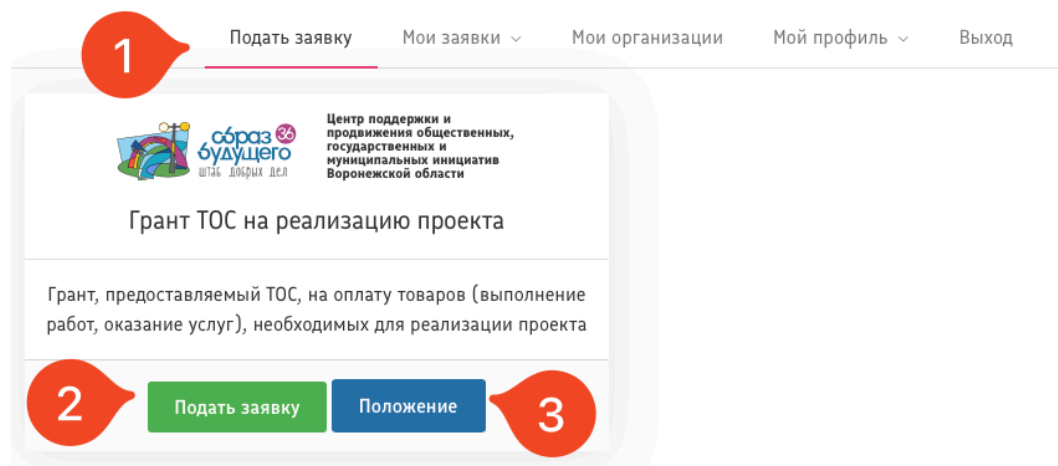 1
Подать заявку Мои заявки Мои организации Мой профиль Выход
образ 36
будущего
штаб добрых дел
Центр поддержки и
продвижения общественных,
государственных и
муниципальных инициатив
Воронежской области
Грант ТОС на реализацию проекта
Грант, предоставляемый ТОС, на оплату товаров (выполнение
работ, оказание услуг), необходимых для реализации проекта
2
Подать заявку Положение
3